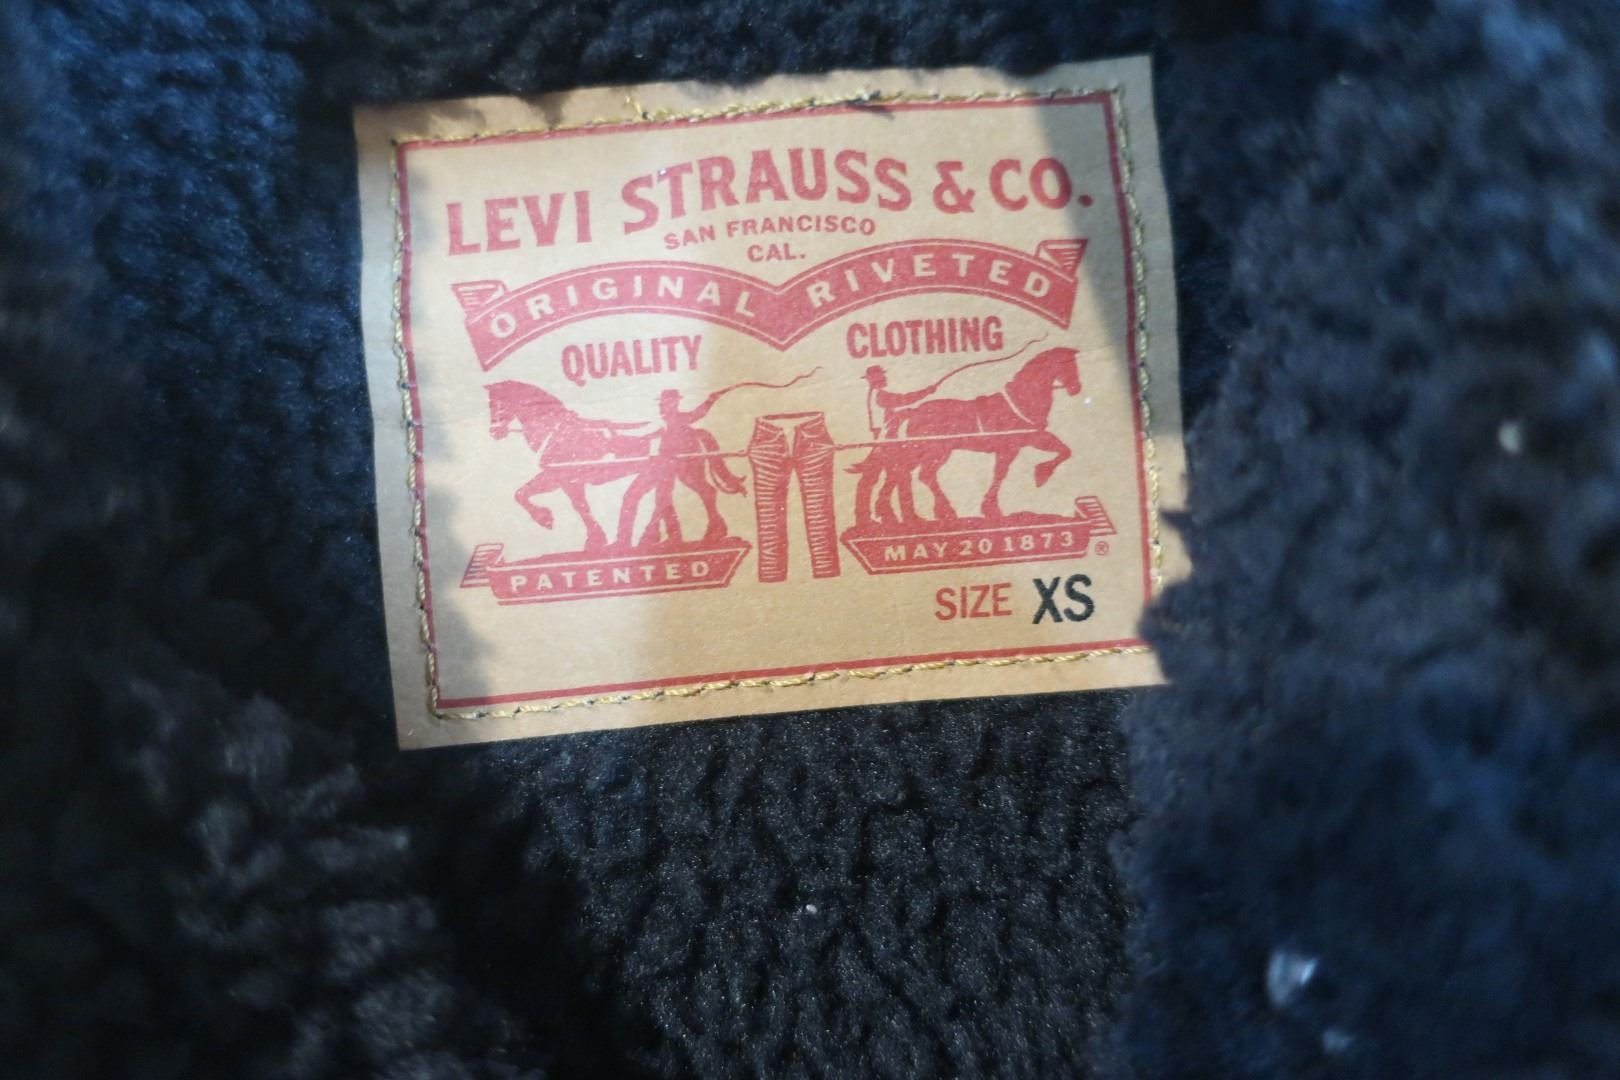 LEVI STRAUSS & CO.
SAN FRANCISCO
CAL.
ORIGINAL RIVETED
QUALITY CLOTHING
PATENTED MAY 20 1873 ®
SIZE XS